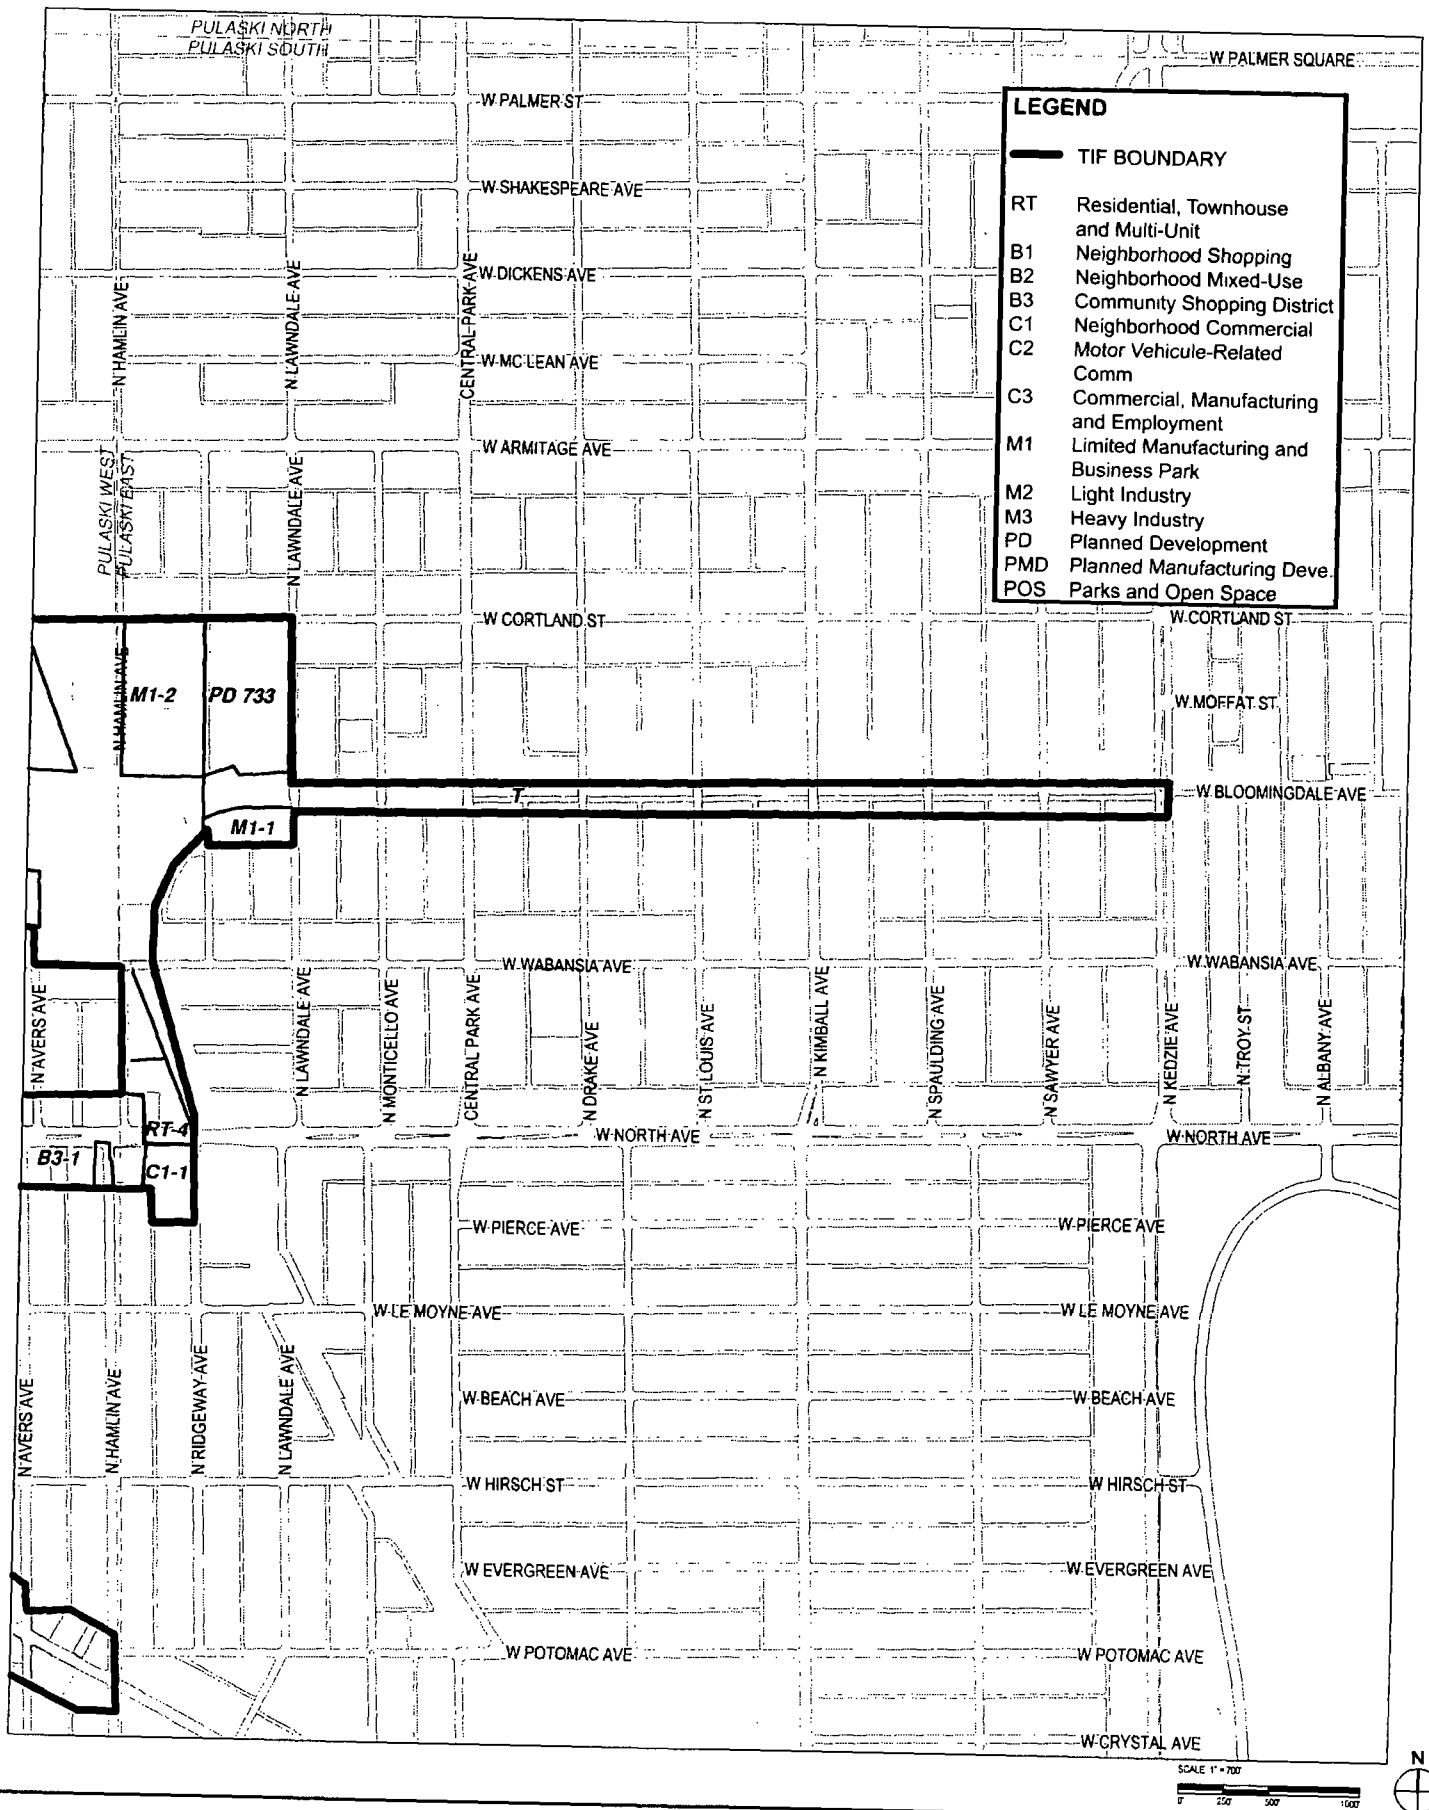 PULASKI NORTH
PULASKI SOUTH
W PALMER SQUARE
W PALMER ST
LEGEND
TIF BOUNDARY
RT Residential, Townhouse
and Multi-Unit
B1 Neighborhood Shopping
B2 Neighborhood Mixed-Use
B3 Community Shopping District
C1 Neighborhood Commercial
C2 Motor Vehicule-Related
Comm
C3 Commercial, Manufacturing
and Employment
M1 Limited Manufacturing and
Business Park
M2 Light Industry
M3 Heavy Industry
PD Planned Development
PMD Planned Manufacturing Deve.
POS Parks and Open Space
W SHAKESPEARE AVE
W DICKENS AVE
N HAMLIN AVE
N LAWNDALE AVE
CENTRAL PARK AVE
W MC LEAN AVE
W ARMITAGE AVE
PULASKI WEST
PULASKI EAST
N LAWNDALE AVE
W CORTLAND ST
W CORTLAND ST
N HAMLIN AVE
M1-2
PD 733
W MOFFAT ST
T
W BLOOMINGDALE AVE
M1-1
W WABANSIA AVE
W WABANSIA AVE
N AVERS AVE
N LAWNDALE AVE
N MONTICELLO AVE
CENTRAL PARK AVE
N DRAKE AVE
N ST LOUIS AVE
N KIMBALL AVE
N SPAULDING AVE
N SAWYER AVE
N KEDZIE AVE
N TROY ST
N ALBANY AVE
RT-4
W NORTH AVE
W NORTH AVE
B3-1
C1-1
W PIERCE AVE
W PIERCE AVE
W LE MOYNE AVE
W LE MOYNE AVE
N AVERS AVE
N HAMLIN AVE
N RIDGEWAY AVE
N LAWNDALE AVE
W BEACH AVE
W BEACH AVE
W HIRSCH ST
W HIRSCH ST
W EVERGREEN AVE
W EVERGREEN AVE
W POTOMAC AVE
W POTOMAC AVE
W CRYSTAL AVE
N
SCALE 1" = 700'
0' 250' 500' 1000'